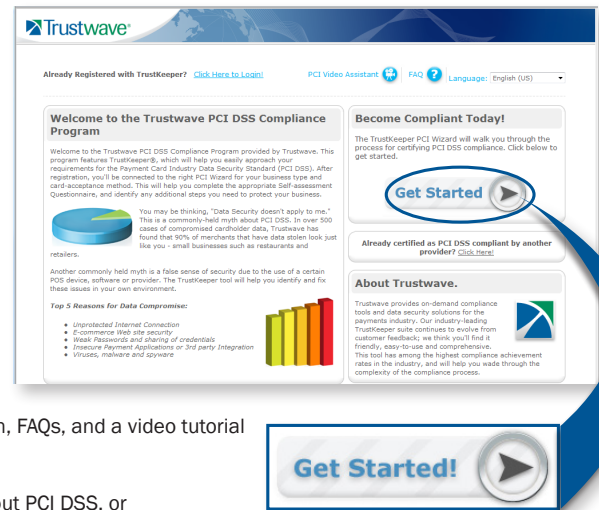 Trustwave®
Already Registered with TrustKeeper? Click Here to Login!
PCI Video Assistant FAQ ? Language: English (US)
Welcome to the Trustwave PCI DSS Compliance
Program
Welcome to the Trustwave PCI DSS Compliance Program provided by Trustwave. This
program features TrustKeeper®, which will help you easily approach your
requirements for the Payment Card Industry Data Security Standard (PCI DSS). After
registration, you'll be connected to the right PCI Wizard for your business type and
card-acceptance method. This will help you complete the appropriate Self-assessment
Questionnaire, and identify any additional steps you need to protect your business.
You may be thinking, "Data Security doesn't apply to me."
This is a commonly-held myth about PCI DSS. In over 500
cases of compromised cardholder data, Trustwave has
found that 90% of merchants that have data stolen look just
like you - small businesses such as restaurants and
retailers.
Another commonly held myth is a false sense of security due to the use of a certain
POS device, software or provider. The TrustKeeper tool will help you identify and fix
these issues in your own environment.
Top 5 Reasons for Data Compromise:
• Unprotected Internet Connection
• E-commerce Web site security
• Weak Passwords and sharing of credentials
• Insecure Payment Applications or 3rd party Integration
• Viruses, malware and spyware
Become Compliant Today!
The TrustKeeper PCI Wizard will walk you through the
process for certifying PCI DSS compliance. Click below to
get started.
Get Started
Already certified as PCI DSS compliant by another
provider? Click Here!
About Trustwave.
Trustwave provides on-demand compliance
tools and data security solutions for the
payments industry. Our industry-leading
TrustKeeper suite continues to evolve from
customer feedback; we think you'll find it
friendly, easy-to-use and comprehensive.
This tool has among the highest compliance achievement
rates in the industry, and will help you wade through the
complexity of the compliance process.
, FAQs, and a video tutorial
Get Started!
PCI DSS, or